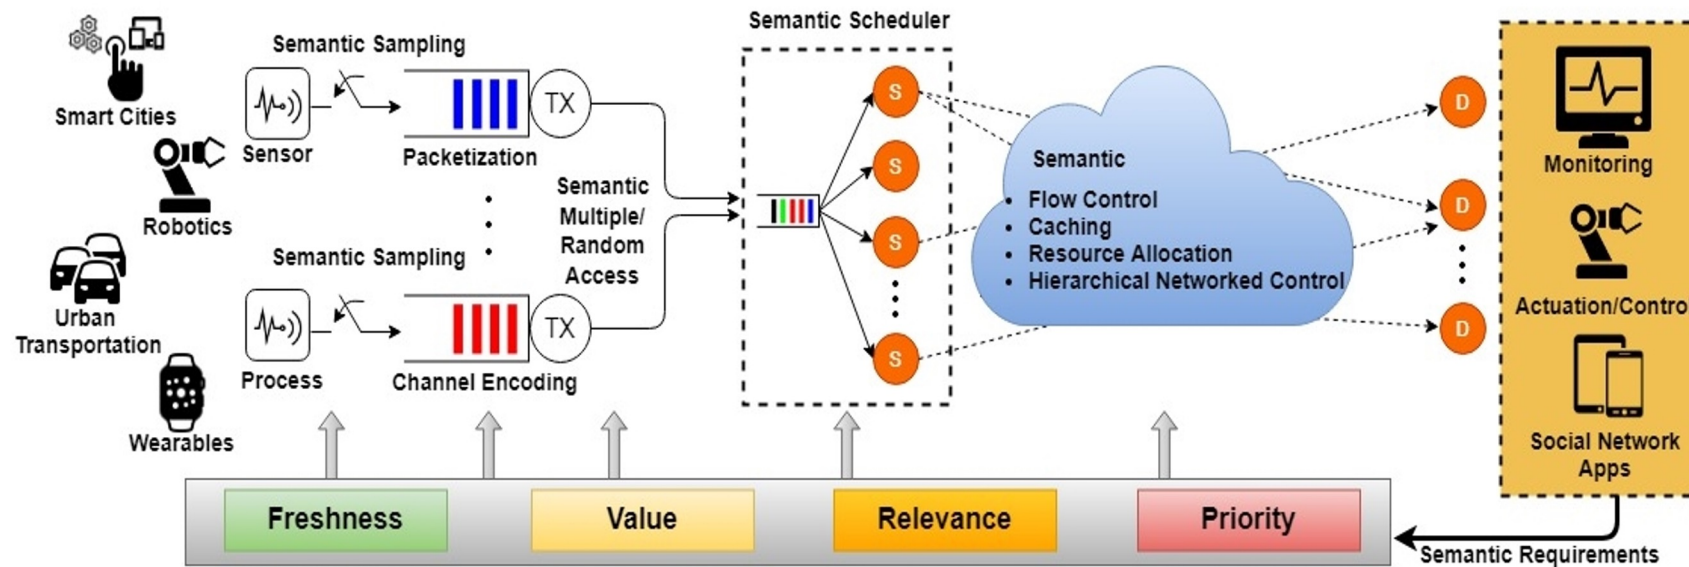 Semantic Scheduler
Smart Cities
Robotics
Urban
Transportation
Wearables
Semantic Sampling
Sensor
TX
Packetization
Semantic Sampling
Process
TX
Channel Encoding
Semantic
Multiple/
Random
Access
S
S
S
S
Semantic
• Flow Control
• Caching
• Resource Allocation
• Hierarchical Networked Control
D
D
D
Monitoring
Actuation/Control
Social Network
Apps
Freshness
Value
Relevance
Priority
Semantic Requirements